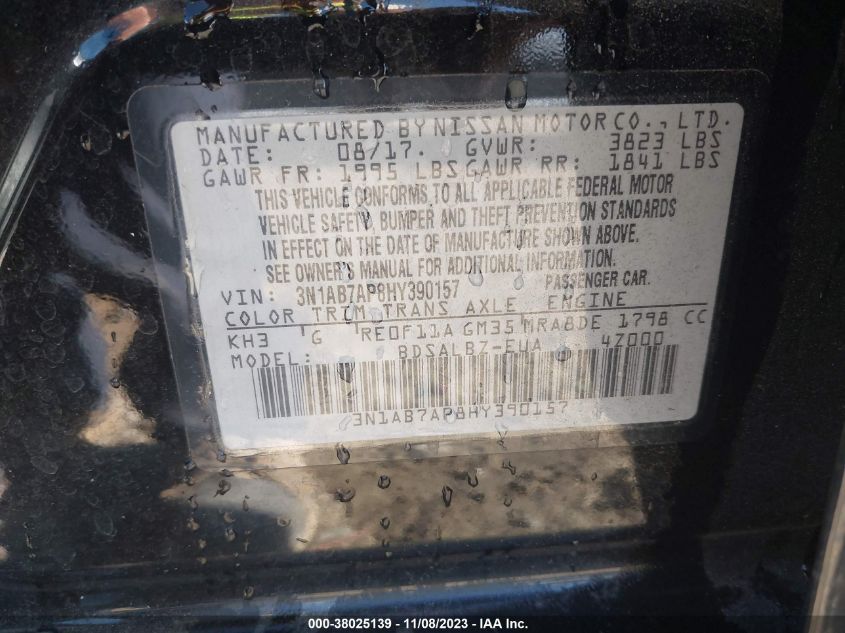 MANUFACTURED BY NISSAN MOTOR CO., LTD.
DATE: 08/17. GVWR: 3823 LBS
GAWR FR: 1995 LBS GAWR RR: 1841 LBS
THIS VEHICLE CONFORMS TO ALL APPLICABLE FEDERAL MOTOR
VEHICLE SAFETY, BUMPER AND THEFT PREVENTION STANDARDS
IN EFFECT ON THE DATE OF MANUFACTURE SHOWN ABOVE.
SEE OWNER'S MANUAL FOR ADDITIONAL INFORMATION.
VIN: 3N1AB7AP8HY390157 PASSENGER CAR.
COLOR TRIM TRANS AXLE ENGINE
KH3 G RE0F11A GM35 MRA8DE 1798 CC
MODEL: BDSALBZ-EUA 47000
3N1AB7AP8HY390157
000-38025139 - 11/08/2023 - IAA Inc.